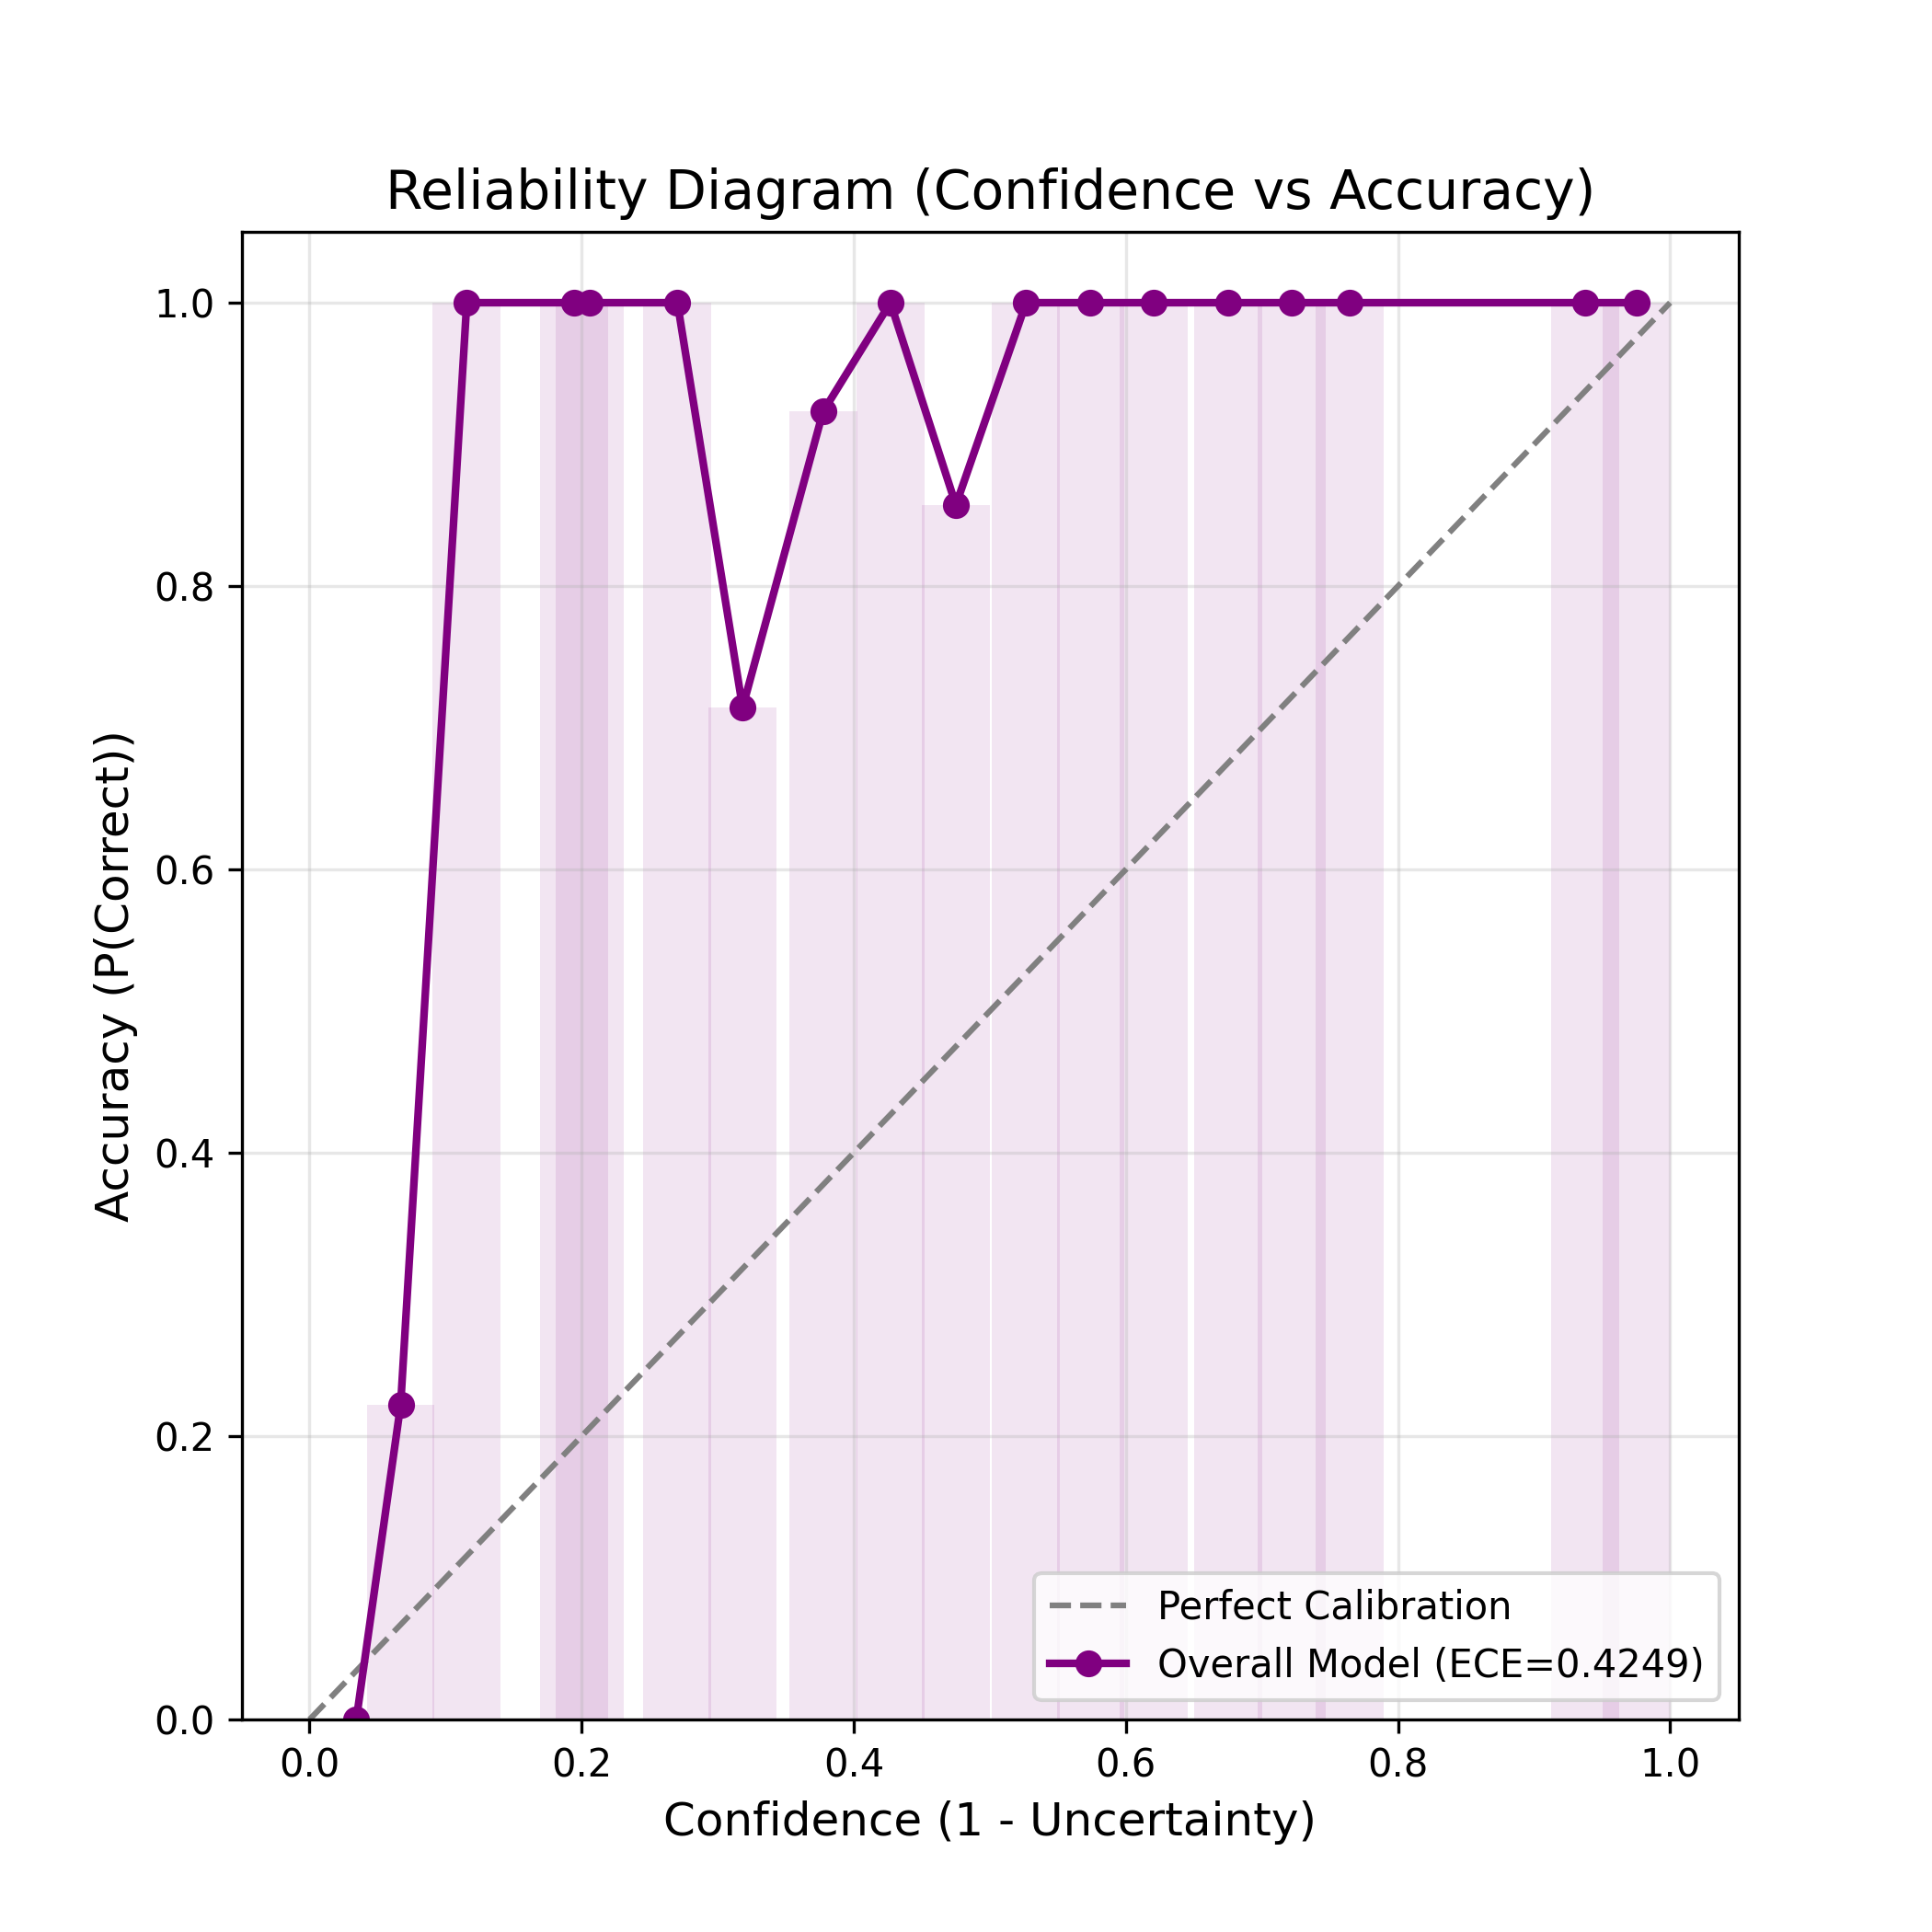 Reliability Diagram (Confidence vs Accuracy)
1.0
0.8
0.6
0.4
0.2
0.0
Accuracy (P(Correct))
Perfect Calibration
Overall Model (ECE=0.4249)
0.0 0.2 0.4 0.6 0.8 1.0
Confidence (1 - Uncertainty)